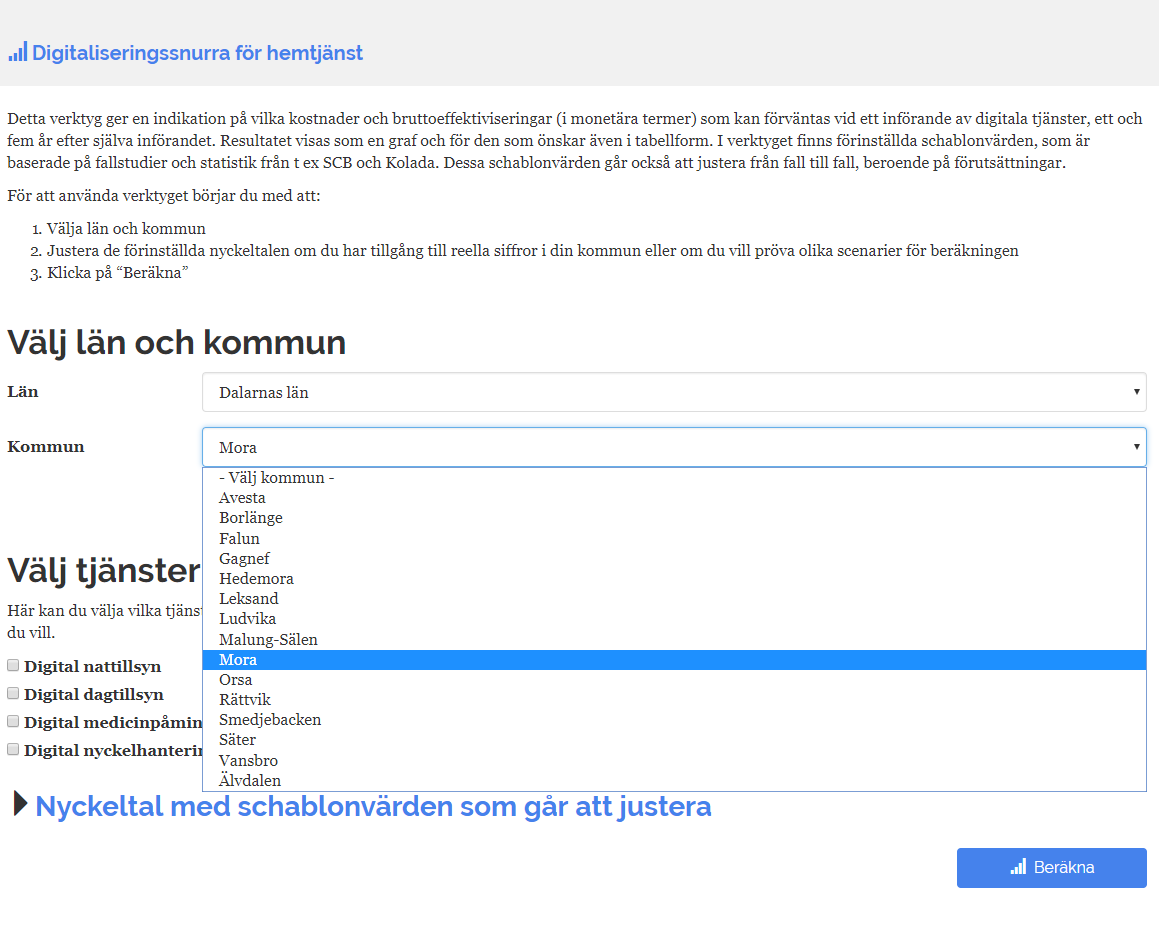 Digitaliseringssnurra för hemtjänst
Detta verktyg ger en indikation på vilka kostnader och bruttoeffektiviseringar (i monetära termer) som kan förväntas vid ett införande av digitala tjänster, ett och
fem år efter själva införandet. Resultatet visas som en graf och för den som önskar även i tabellform. I verktyget finns förinställda schablonvärden, som är
baserade på fallstudier och statistik från t ex SCB och Kolada. Dessa schablonvärden går också att justera från fall till fall, beroende på förutsättningar.
För att använda verktyget börjar du med att:
1. Välja län och kommun
2. Justera de förinställda nyckeltalen om du har tillgång till reella siffror i din kommun eller om du vill pröva olika scenarier för beräkningen
3. Klicka på “Beräkna”
Välj län och kommun
Län
Dalarnas län
Kommun
Mora
- Välj kommun -
Avesta
Borlänge
Falun
Gagnef
Hedemora
Leksand
Ludvika
Malung-Sälen
Mora
Orsa
Rättvik
Smedjebacken
Säter
Vansbro
Älvdalen
Välj tjänster
Här kan du välja vilka tjänst
du vill.
Digital nattillsyn
Digital dagtillsyn
Digital medicinpåmin
Digital nyckelhanterin
Nyckeltal med schablonvärden som går att justera
Beräkna